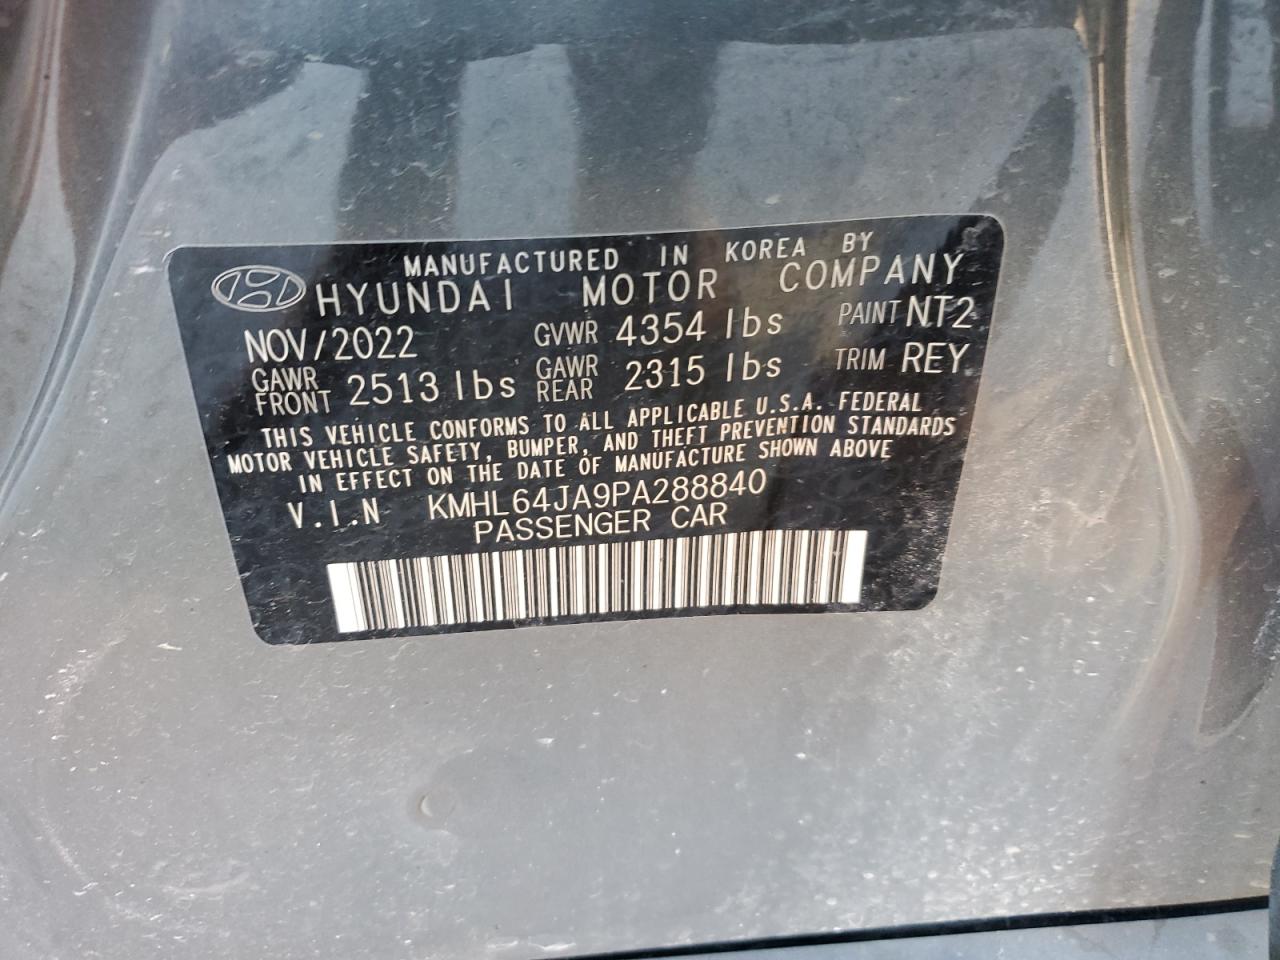 MANUFACTURED IN KOREA BY
HYUNDAI MOTOR COMPANY
NOV/2022 GVWR 4354 lbs PAINT NT2
GAWR FRONT 2513 lbs GAWR REAR 2315 lbs TRIM REY
THIS VEHICLE CONFORMS TO ALL APPLICABLE U.S.A. FEDERAL
MOTOR VEHICLE SAFETY, BUMPER, AND THEFT PREVENTION STANDARDS
IN EFFECT ON THE DATE OF MANUFACTURE SHOWN ABOVE
V.I.N KMHL64JA9PA288840
PASSENGER CAR